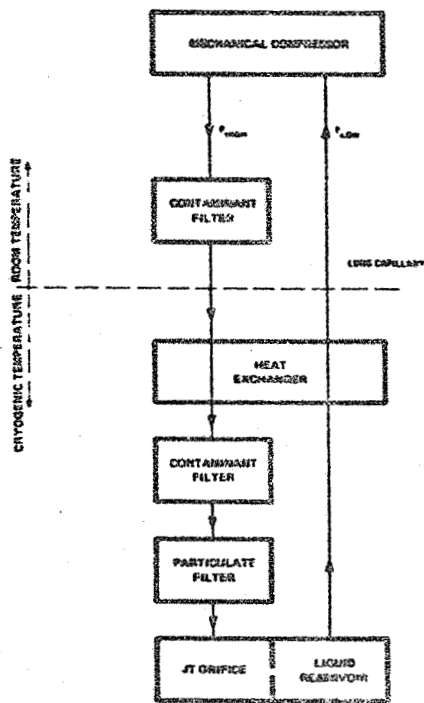 MECHANICAL COMPRESSOR
P HIGH
P LOW
CONTAMINANT
FILTER
LONG CAPILLARY
ROOM TEMPERATURE
CRYOGENIC TEMPERATURE
HEAT
EXCHANGER
CONTAMINANT
FILTER
PARTICULATE
FILTER
JT ORIFICE
LIQUID
RESERVOIR